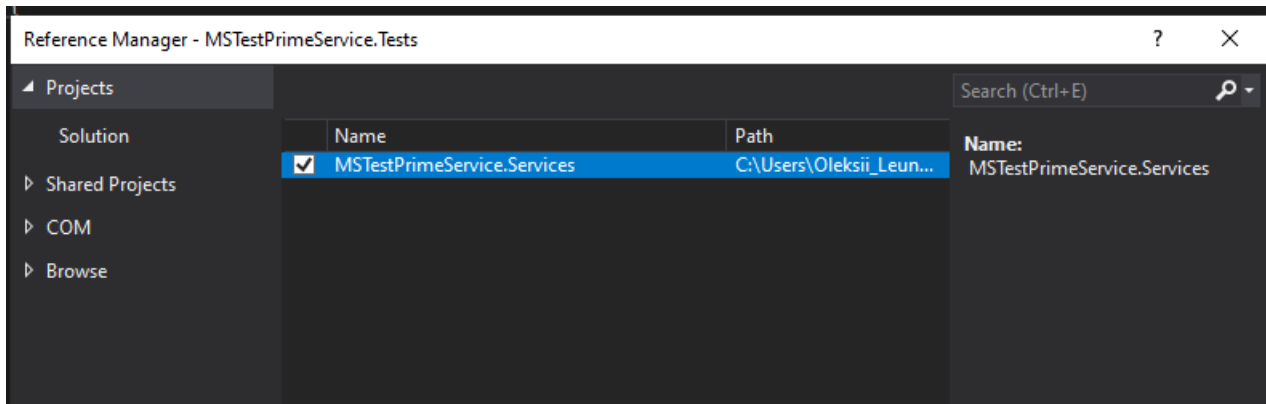 Reference Manager - MSTestPrimeService.Tests ?
Projects
Search (Ctrl+E)
Solution
Name Path
Name:
MSTestPrimeService.Services C:\Users\Oleksii_Leun...
MSTestPrimeService.Services
Shared Projects
COM
Browse